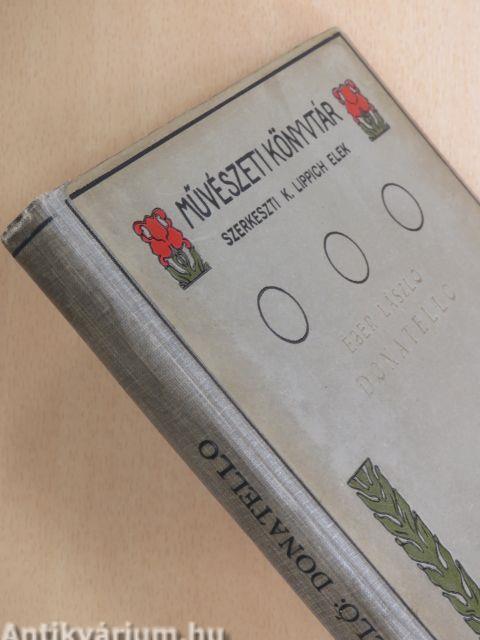 MŰVÉSZETI KÖNYVTÁR
SZERKESZTI K. LIPPICH ELEK
ÉBER LÁSZLÓ
DONATELLO
LÓ: DONATELLO
Antikvárium.hu